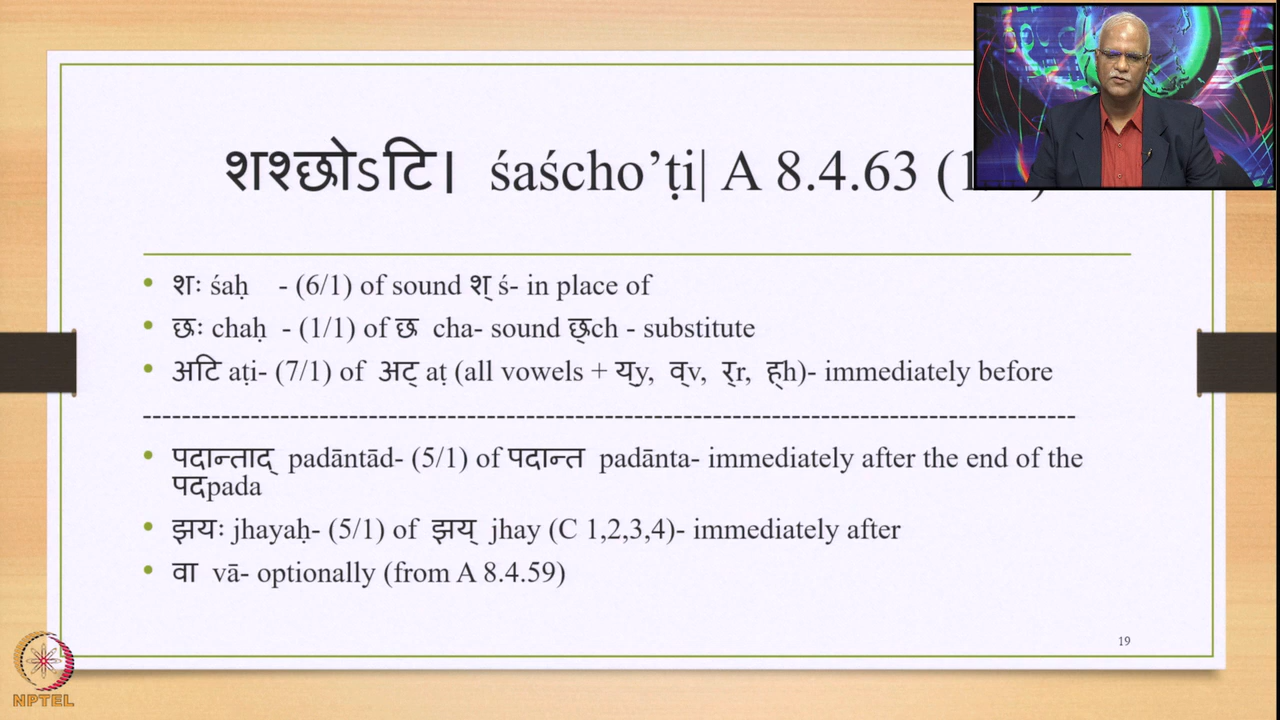 शश्छोऽटि। śaścho’ṭi| A 8.4.63 (1
• शः śaḥ - (6/1) of sound श् ś- in place of
• छः chaḥ - (1/1) of छ cha- sound छ्ch - substitute
• अटि aṭi- (7/1) of अट् aṭ (all vowels + य्y, व्v, र्r, ह्h)- immediately before
--------------------------------------------------------------------------------------------------
• पदान्ताद् padāntād- (5/1) of पदान्त padānta- immediately after the end of the
पदpada
• झयः jhayaḥ- (5/1) of झय् jhay (C 1,2,3,4)- immediately after
• वा vā- optionally (from A 8.4.59)
19
NPTEL